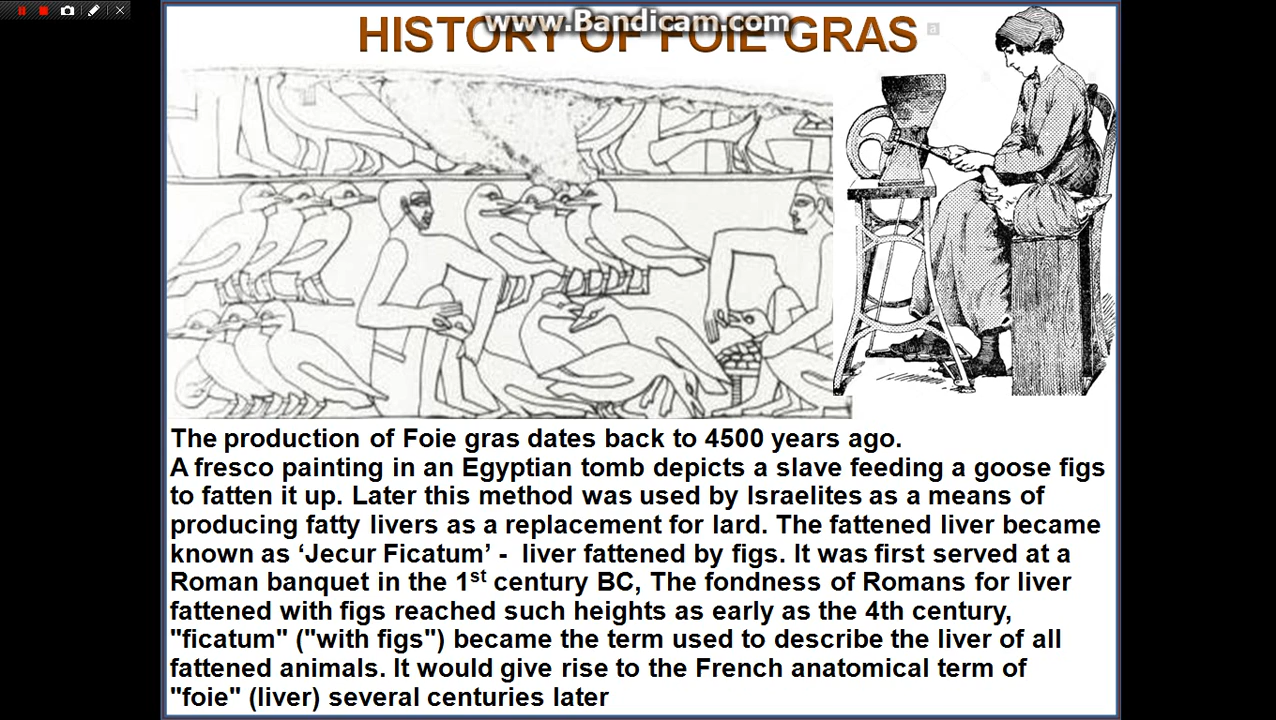 www.Bandicam.com
HISTORY OF FOIE GRAS
The production of Foie gras dates back to 4500 years ago.
A fresco painting in an Egyptian tomb depicts a slave feeding a goose figs
to fatten it up. Later this method was used by Israelites as a means of
producing fatty livers as a replacement for lard. The fattened liver became
known as ‘Jecur Ficatum’ -  liver fattened by figs. It was first served at a
Roman banquet in the 1st century BC, The fondness of Romans for liver
fattened with figs reached such heights as early as the 4th century,
"ficatum" ("with figs") became the term used to describe the liver of all
fattened animals. It would give rise to the French anatomical term of
"foie" (liver) several centuries later